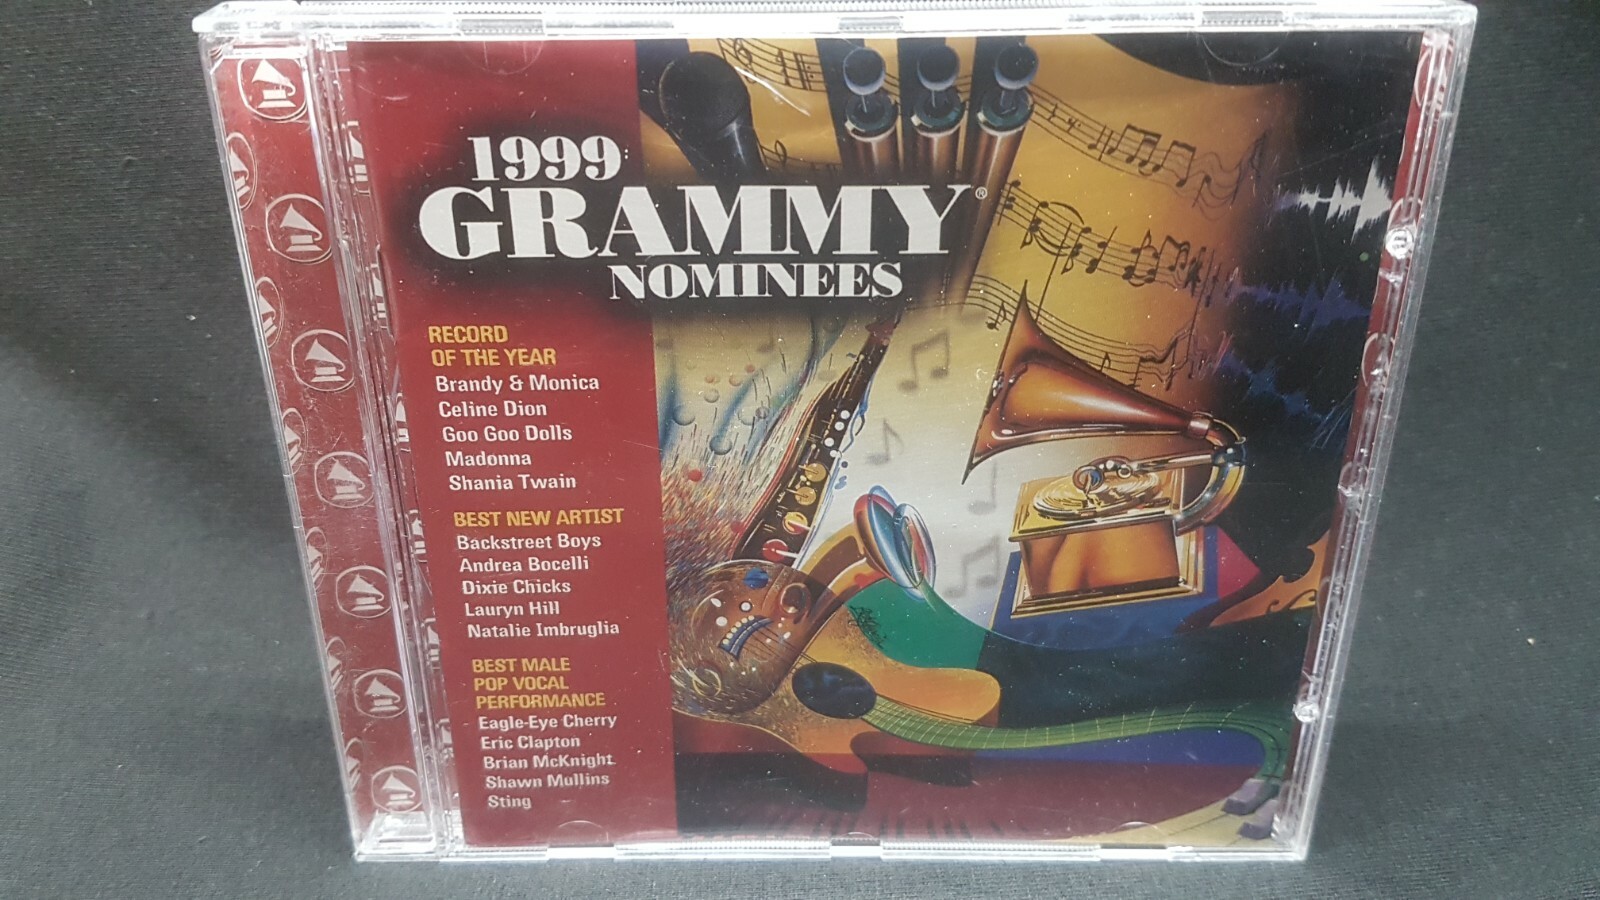 1999
GRAMMY®
NOMINEES
RECORD
OF THE YEAR
Brandy & Monica
Celine Dion
Goo Goo Dolls
Madonna
Shania Twain
BEST NEW ARTIST
Backstreet Boys
Andrea Bocelli
Dixie Chicks
Lauryn Hill
Natalie Imbruglia
BEST MALE
POP VOCAL
PERFORMANCE
Eagle-Eye Cherry
Eric Clapton
Brian McKnight
Shawn Mullins
Sting